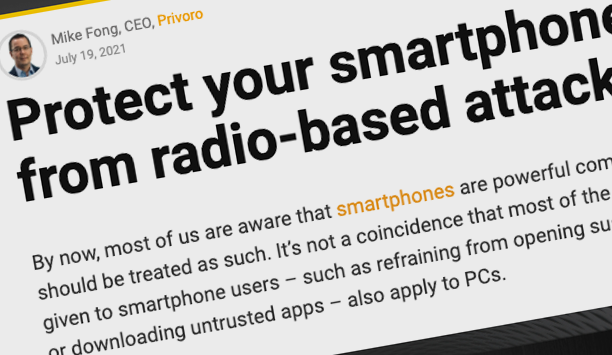 Mike Fong, CEO, Privoro
July 19, 2021
Protect your smartphone
from radio-based attack
By now, most of us are aware that smartphones are powerful com
should be treated as such. It's not a coincidence that most of the
given to smartphone users – such as refraining from opening su
or downloading untrusted apps – also apply to PCs.